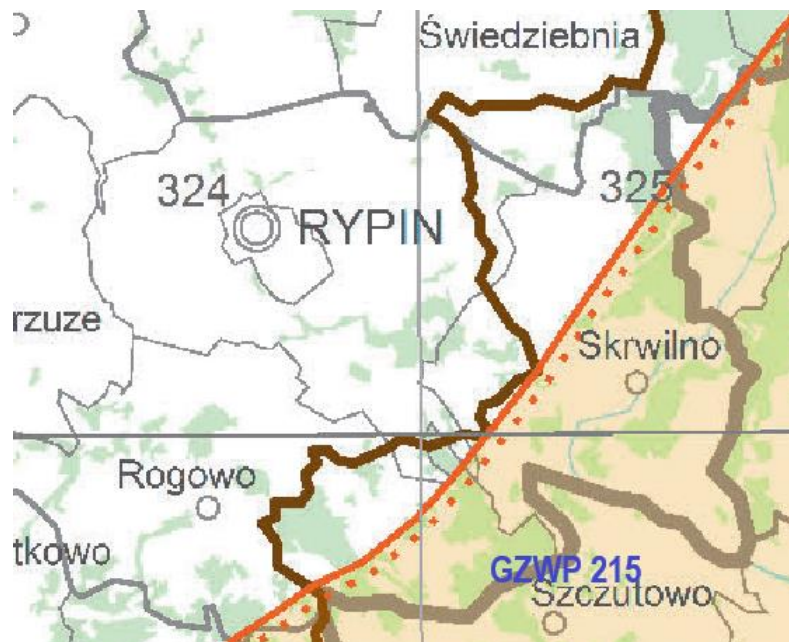 Świedziebnia
324
325
RYPIN
rzuze
Skrwilno
Rogowo
tkowo
GZWP 215
Szczutowo